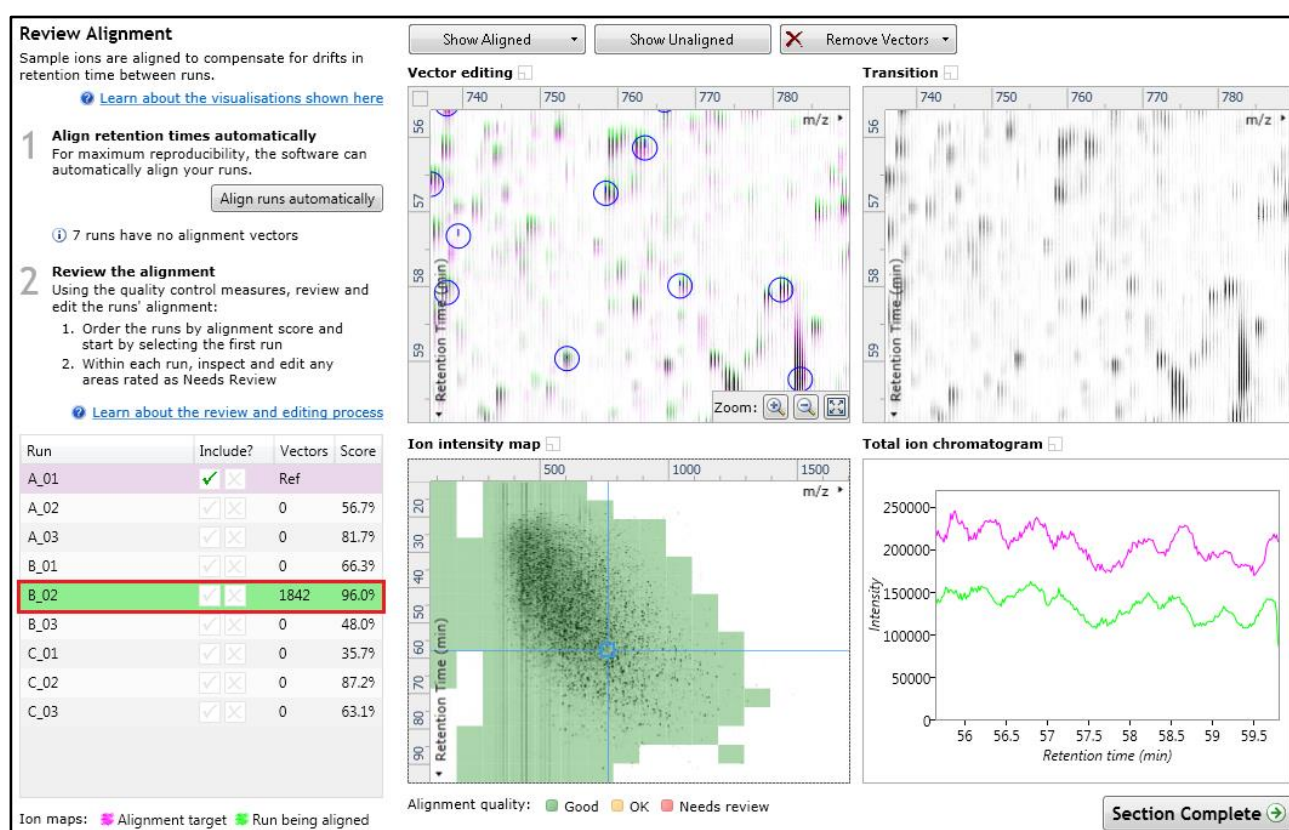 Review Alignment
Sample ions are aligned to compensate for drifts in
retention time between runs.
Learn about the visualisations shown here
1 Align retention times automatically
For maximum reproducibility, the software can
automatically align your runs.
Align runs automatically
7 runs have no alignment vectors
2 Review the alignment
Using the quality control measures, review and
edit the runs' alignment:
1. Order the runs by alignment score and
start by selecting the first run
2. Within each run, inspect and edit any
areas rated as Needs Review
Learn about the review and editing process
Run Include? Vectors Score
A_01 Ref
A_02 0 56.7%
A_03 0 81.7%
B_01 0 66.3%
B_02 1842 96.0%
B_03 0 48.0%
C_01 0 35.7%
C_02 0 87.2%
C_03 0 63.1%
Ion maps: Alignment target Run being aligned
Show Aligned Show Unaligned Remove Vectors
Vector editing
740 750 760 770 780
m/z
56
57
58
59
Retention Time (min)
Zoom:
Transition
740 750 760 770 780
m/z
56
57
58
59
Retention Time (min)
Ion intensity map
500 1000 1500
m/z
20
30
40
50
60
70
80
90
Retention Time (min)
Alignment quality: Good OK Needs review
Total ion chromatogram
250000
200000
150000
100000
50000
0
Intensity
56 56.5 57 57.5 58 58.5 59 59.5
Retention time (min)
Section Complete